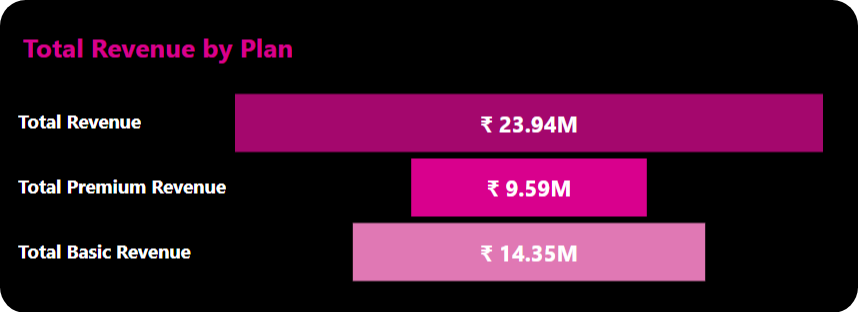 Total Revenue by Plan
Total Revenue ₹ 23.94M
Total Premium Revenue ₹ 9.59M
Total Basic Revenue ₹ 14.35M